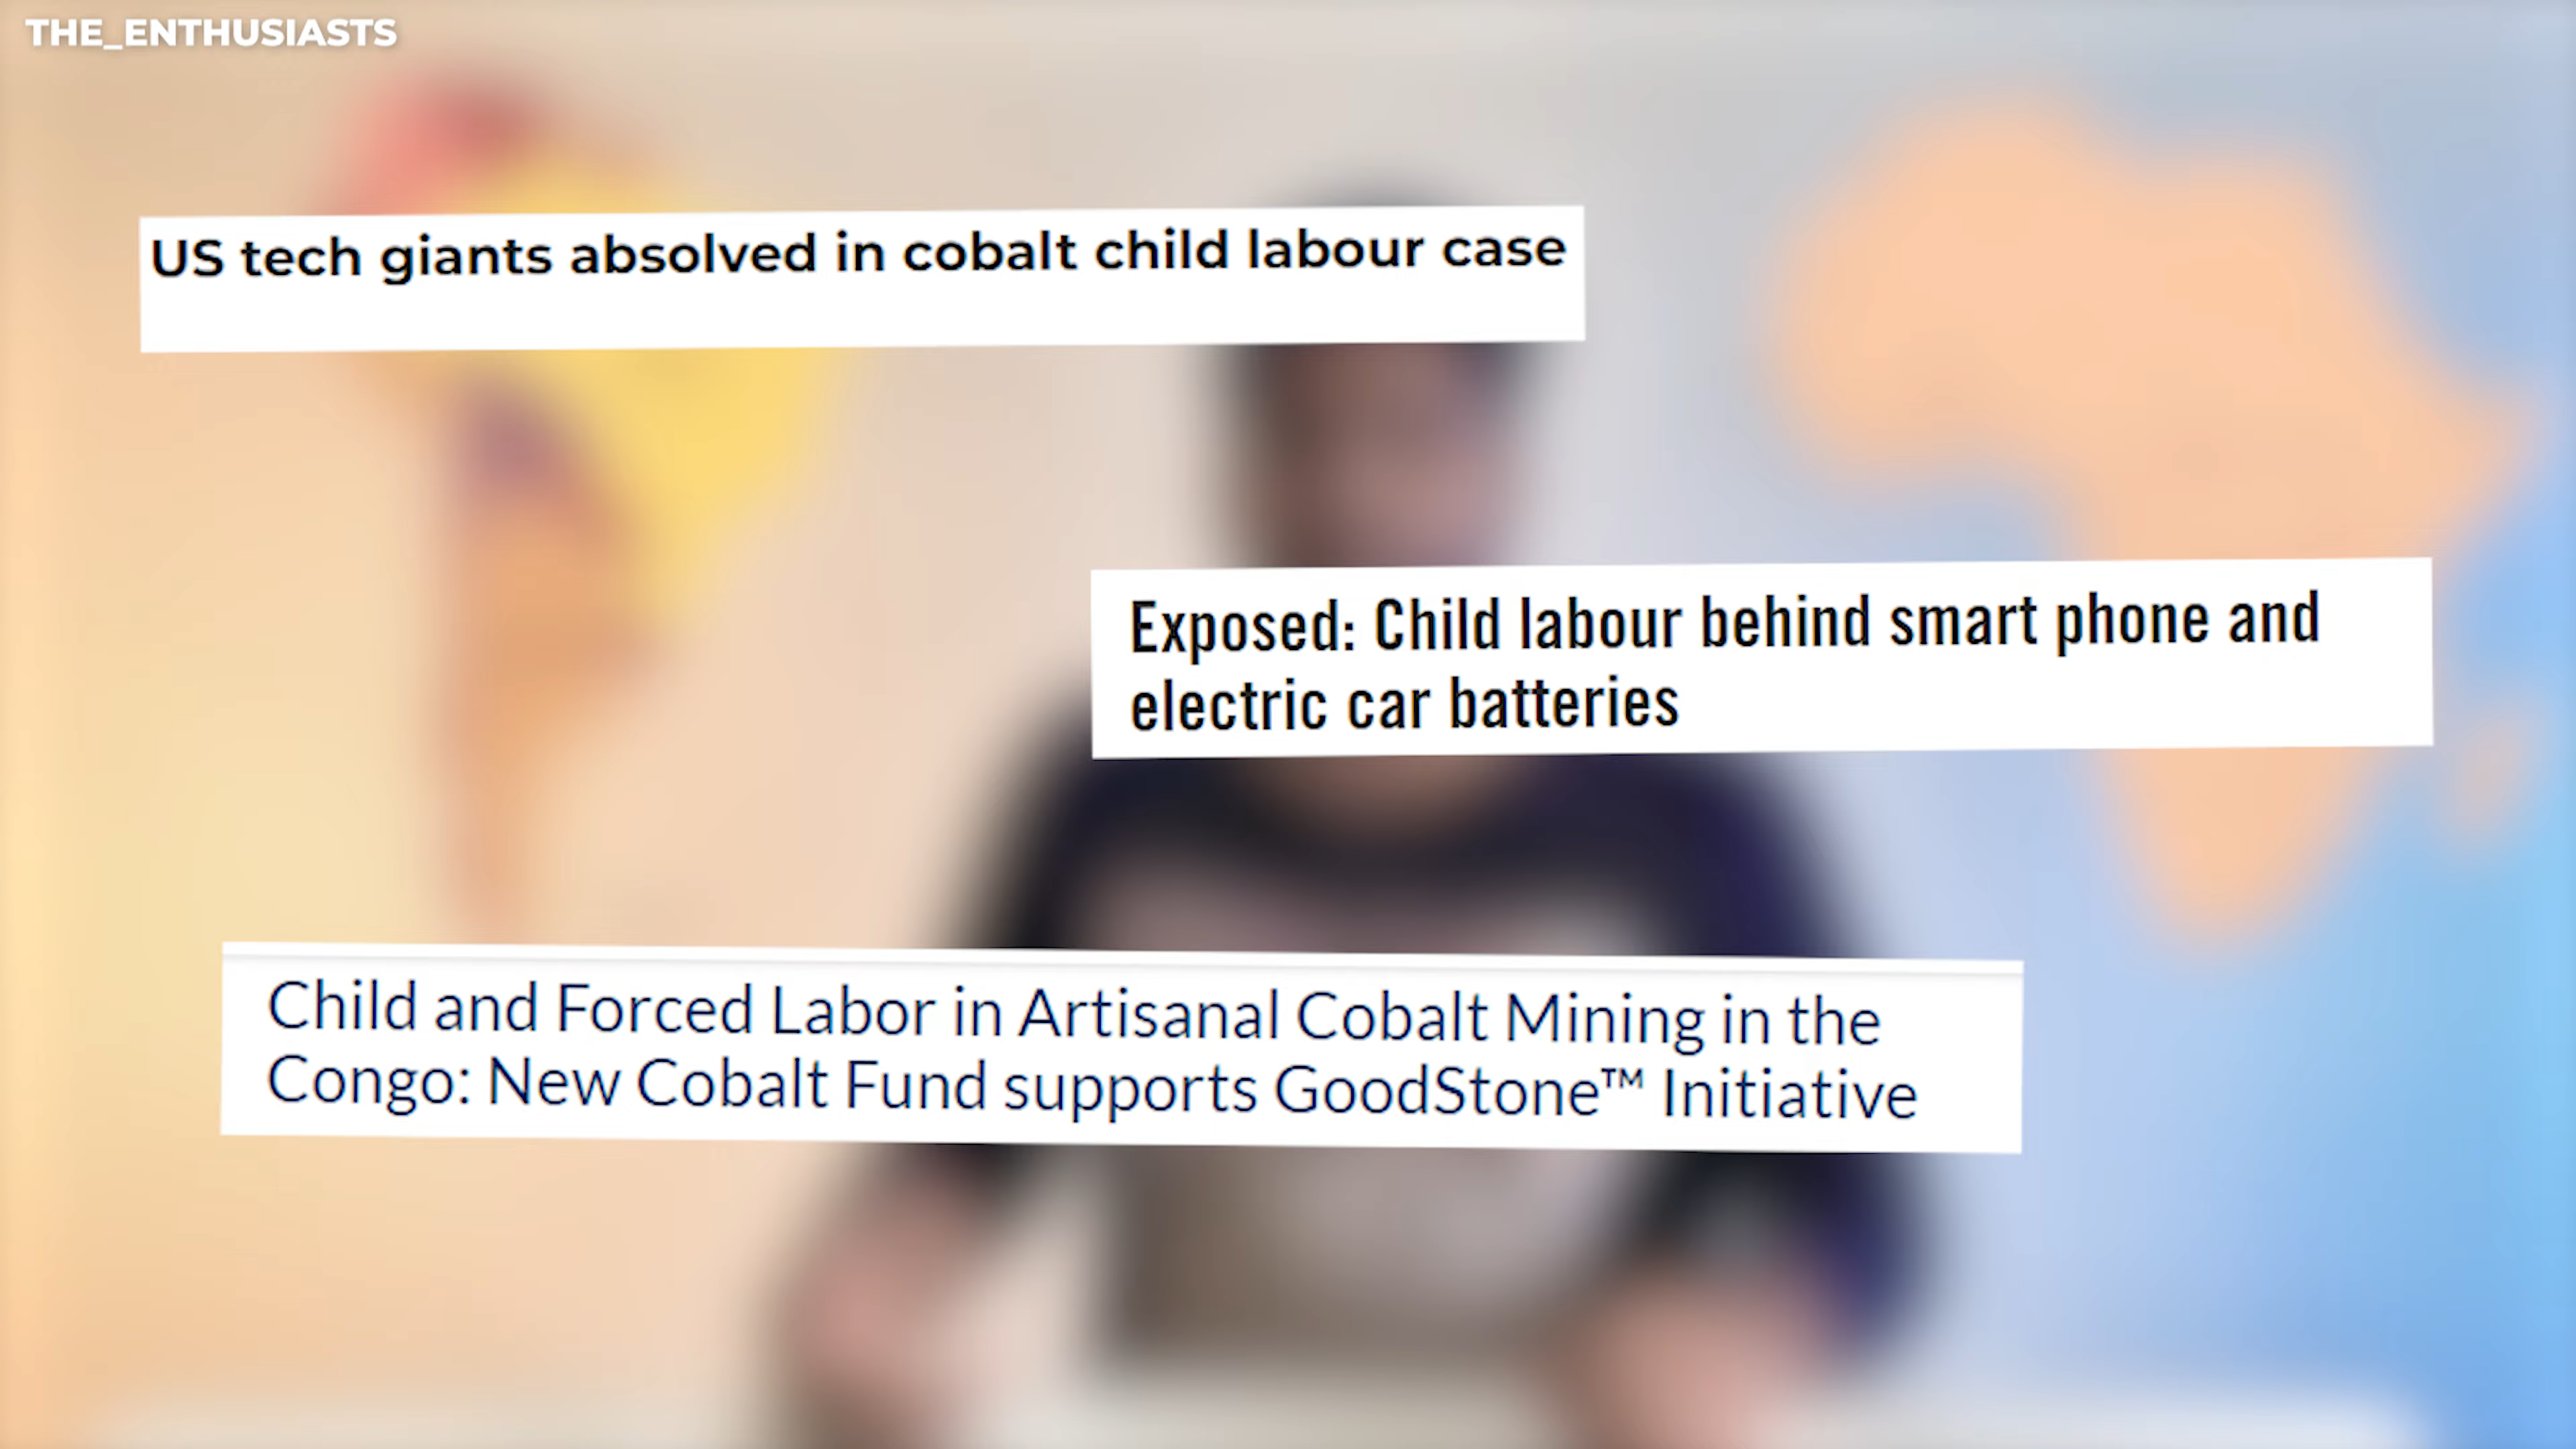 THE_ENTHUSIASTS
US tech giants absolved in cobalt child labour case
Exposed: Child labour behind smart phone and
electric car batteries
Child and Forced Labor in Artisanal Cobalt Mining in the
Congo: New Cobalt Fund supports GoodStone™ Initiative